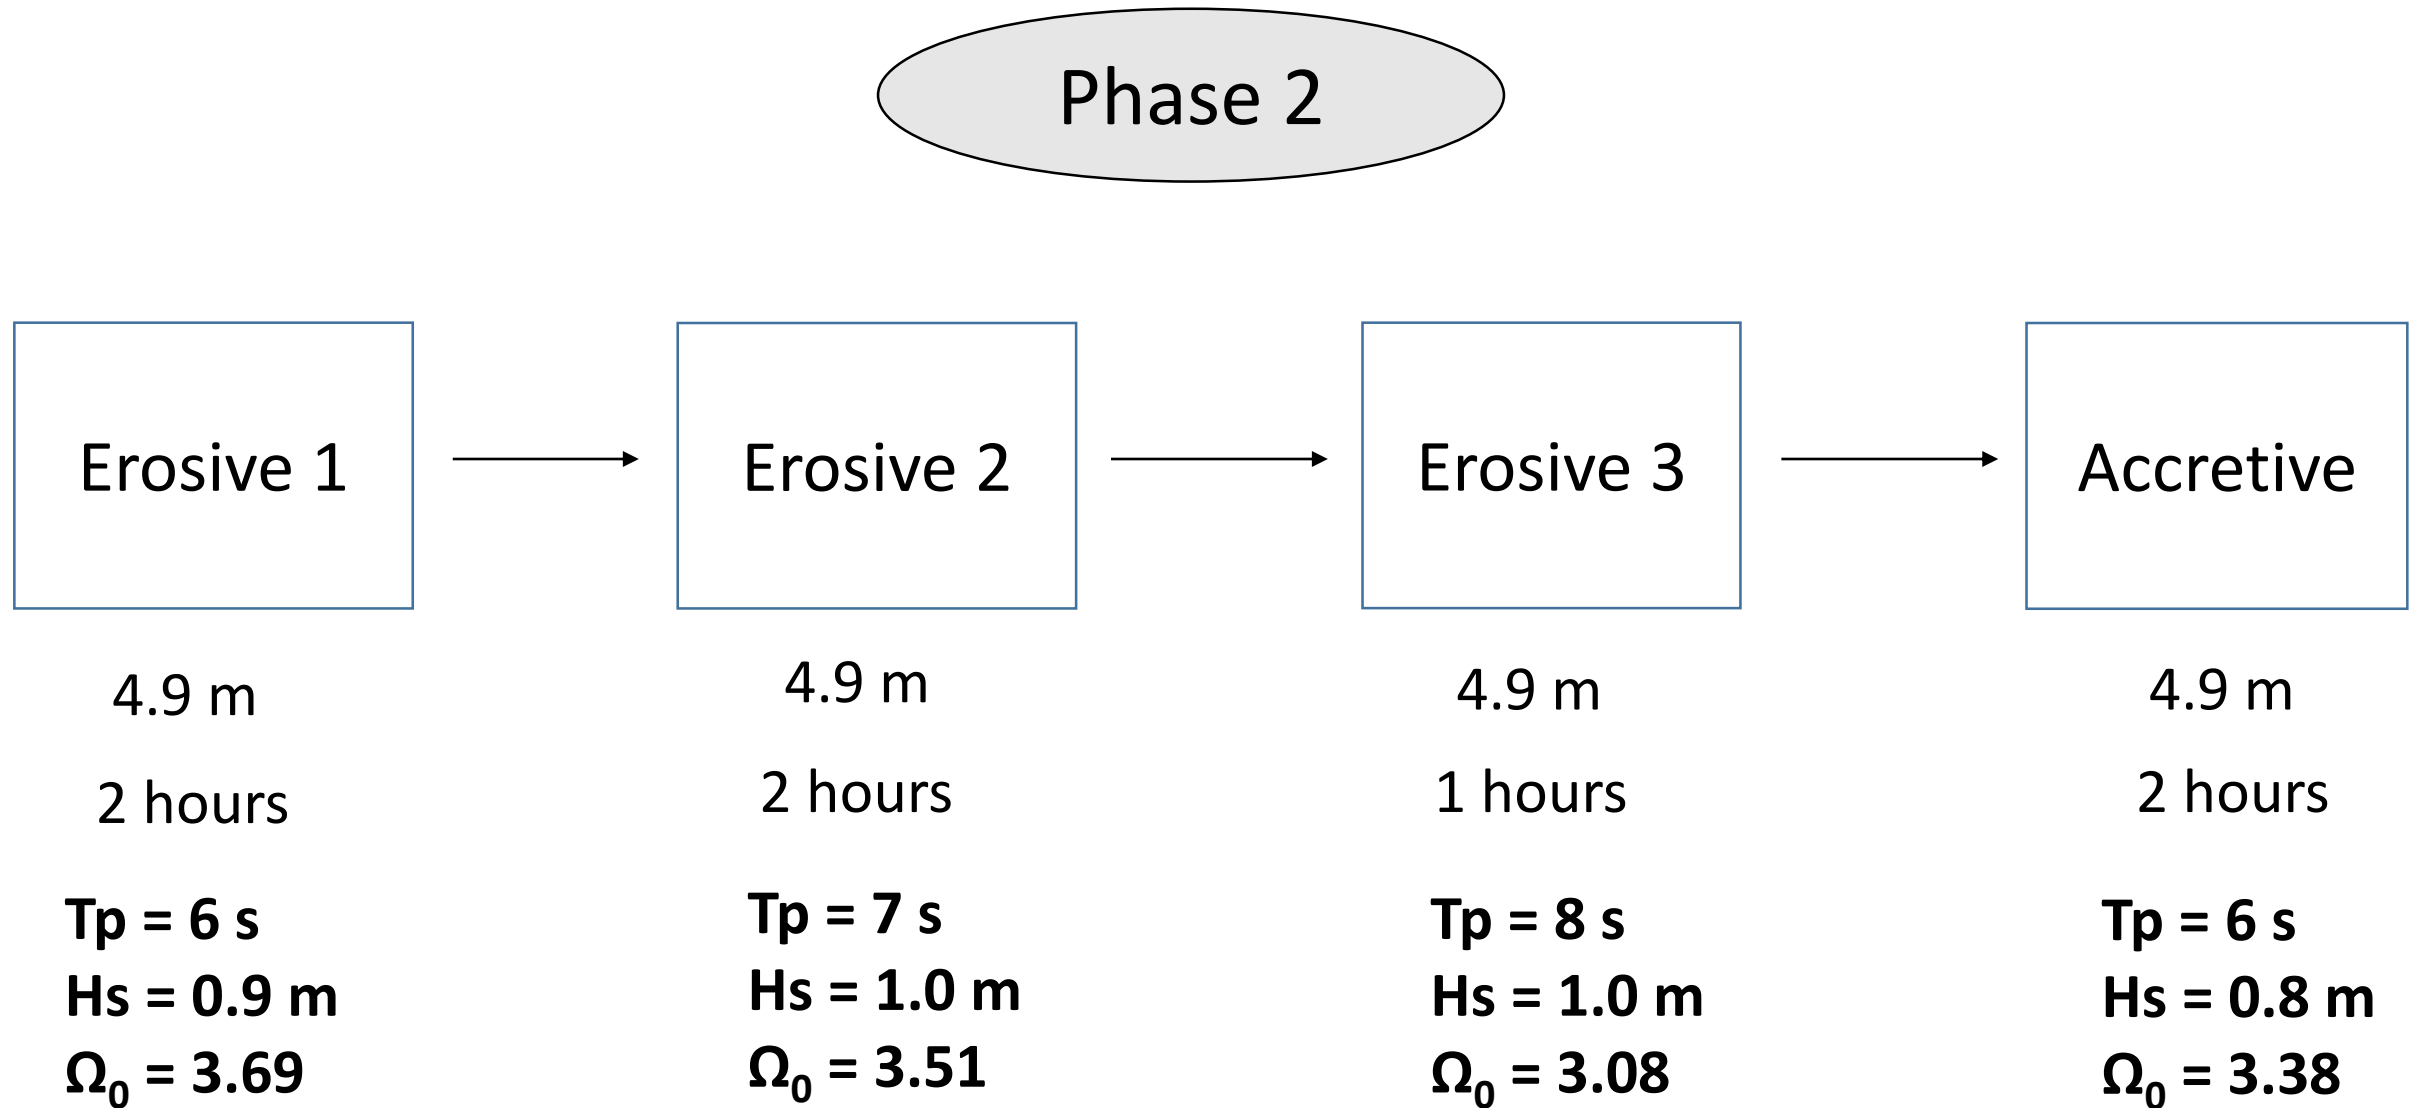 Phase 2
Erosive 1
Erosive 2
Erosive 3
Accretive
4.9 m
2 hours
Tp = 6 s
Hs = 0.9 m
Ω₀ = 3.69
4.9 m
2 hours
Tp = 7 s
Hs = 1.0 m
Ω₀ = 3.51
4.9 m
1 hours
Tp = 8 s
Hs = 1.0 m
Ω₀ = 3.08
4.9 m
2 hours
Tp = 6 s
Hs = 0.8 m
Ω₀ = 3.38